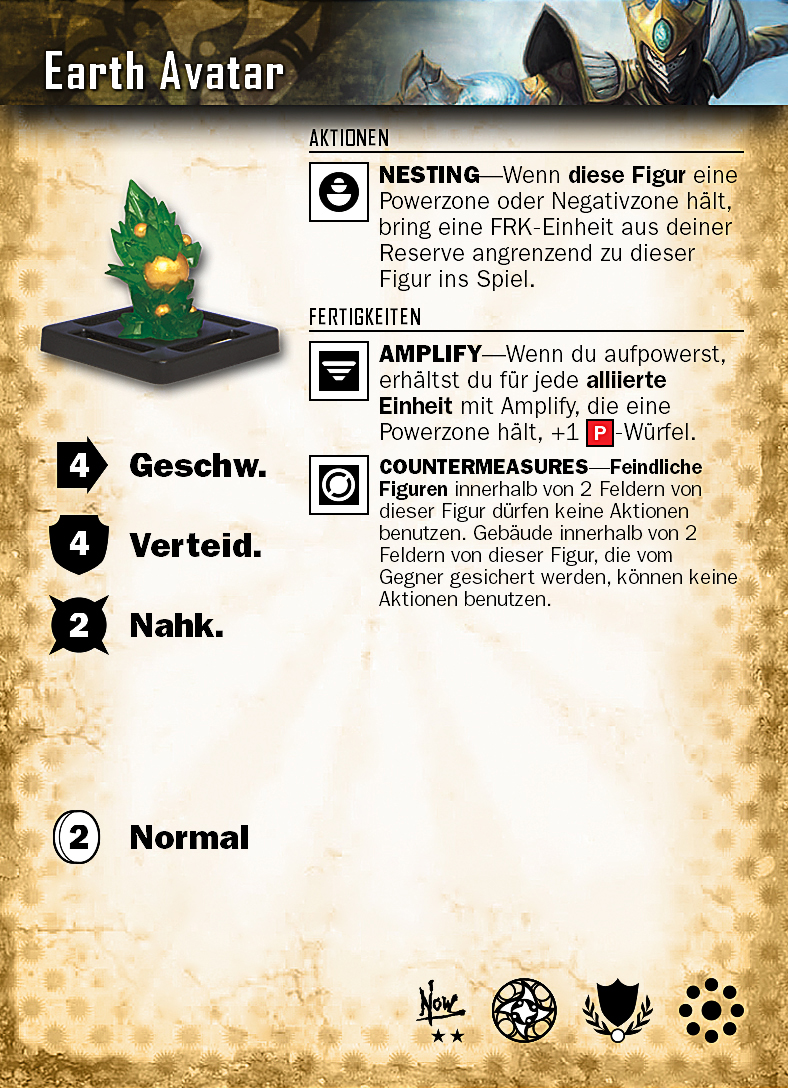 Earth Avatar
AKTIONEN
NESTING—Wenn diese Figur eine
Powerzone oder Negativzone hält,
bring eine FRK-Einheit aus deiner
Reserve angrenzend zu dieser
Figur ins Spiel.
FERTIGKEITEN
AMPLIFY—Wenn du aufpowerst,
erhältst du für jede alliierte
Einheit mit Amplify, die eine
Powerzone hält, +1 P-Würfel.
COUNTERMEASURES—Feindliche
Figuren innerhalb von 2 Feldern von
dieser Figur dürfen keine Aktionen
benutzen. Gebäude innerhalb von 2
Feldern von dieser Figur, die vom
Gegner gesichert werden, können keine
Aktionen benutzen.
4 Geschw.
4 Verteid.
2 Nahk.
2 Normal
Now